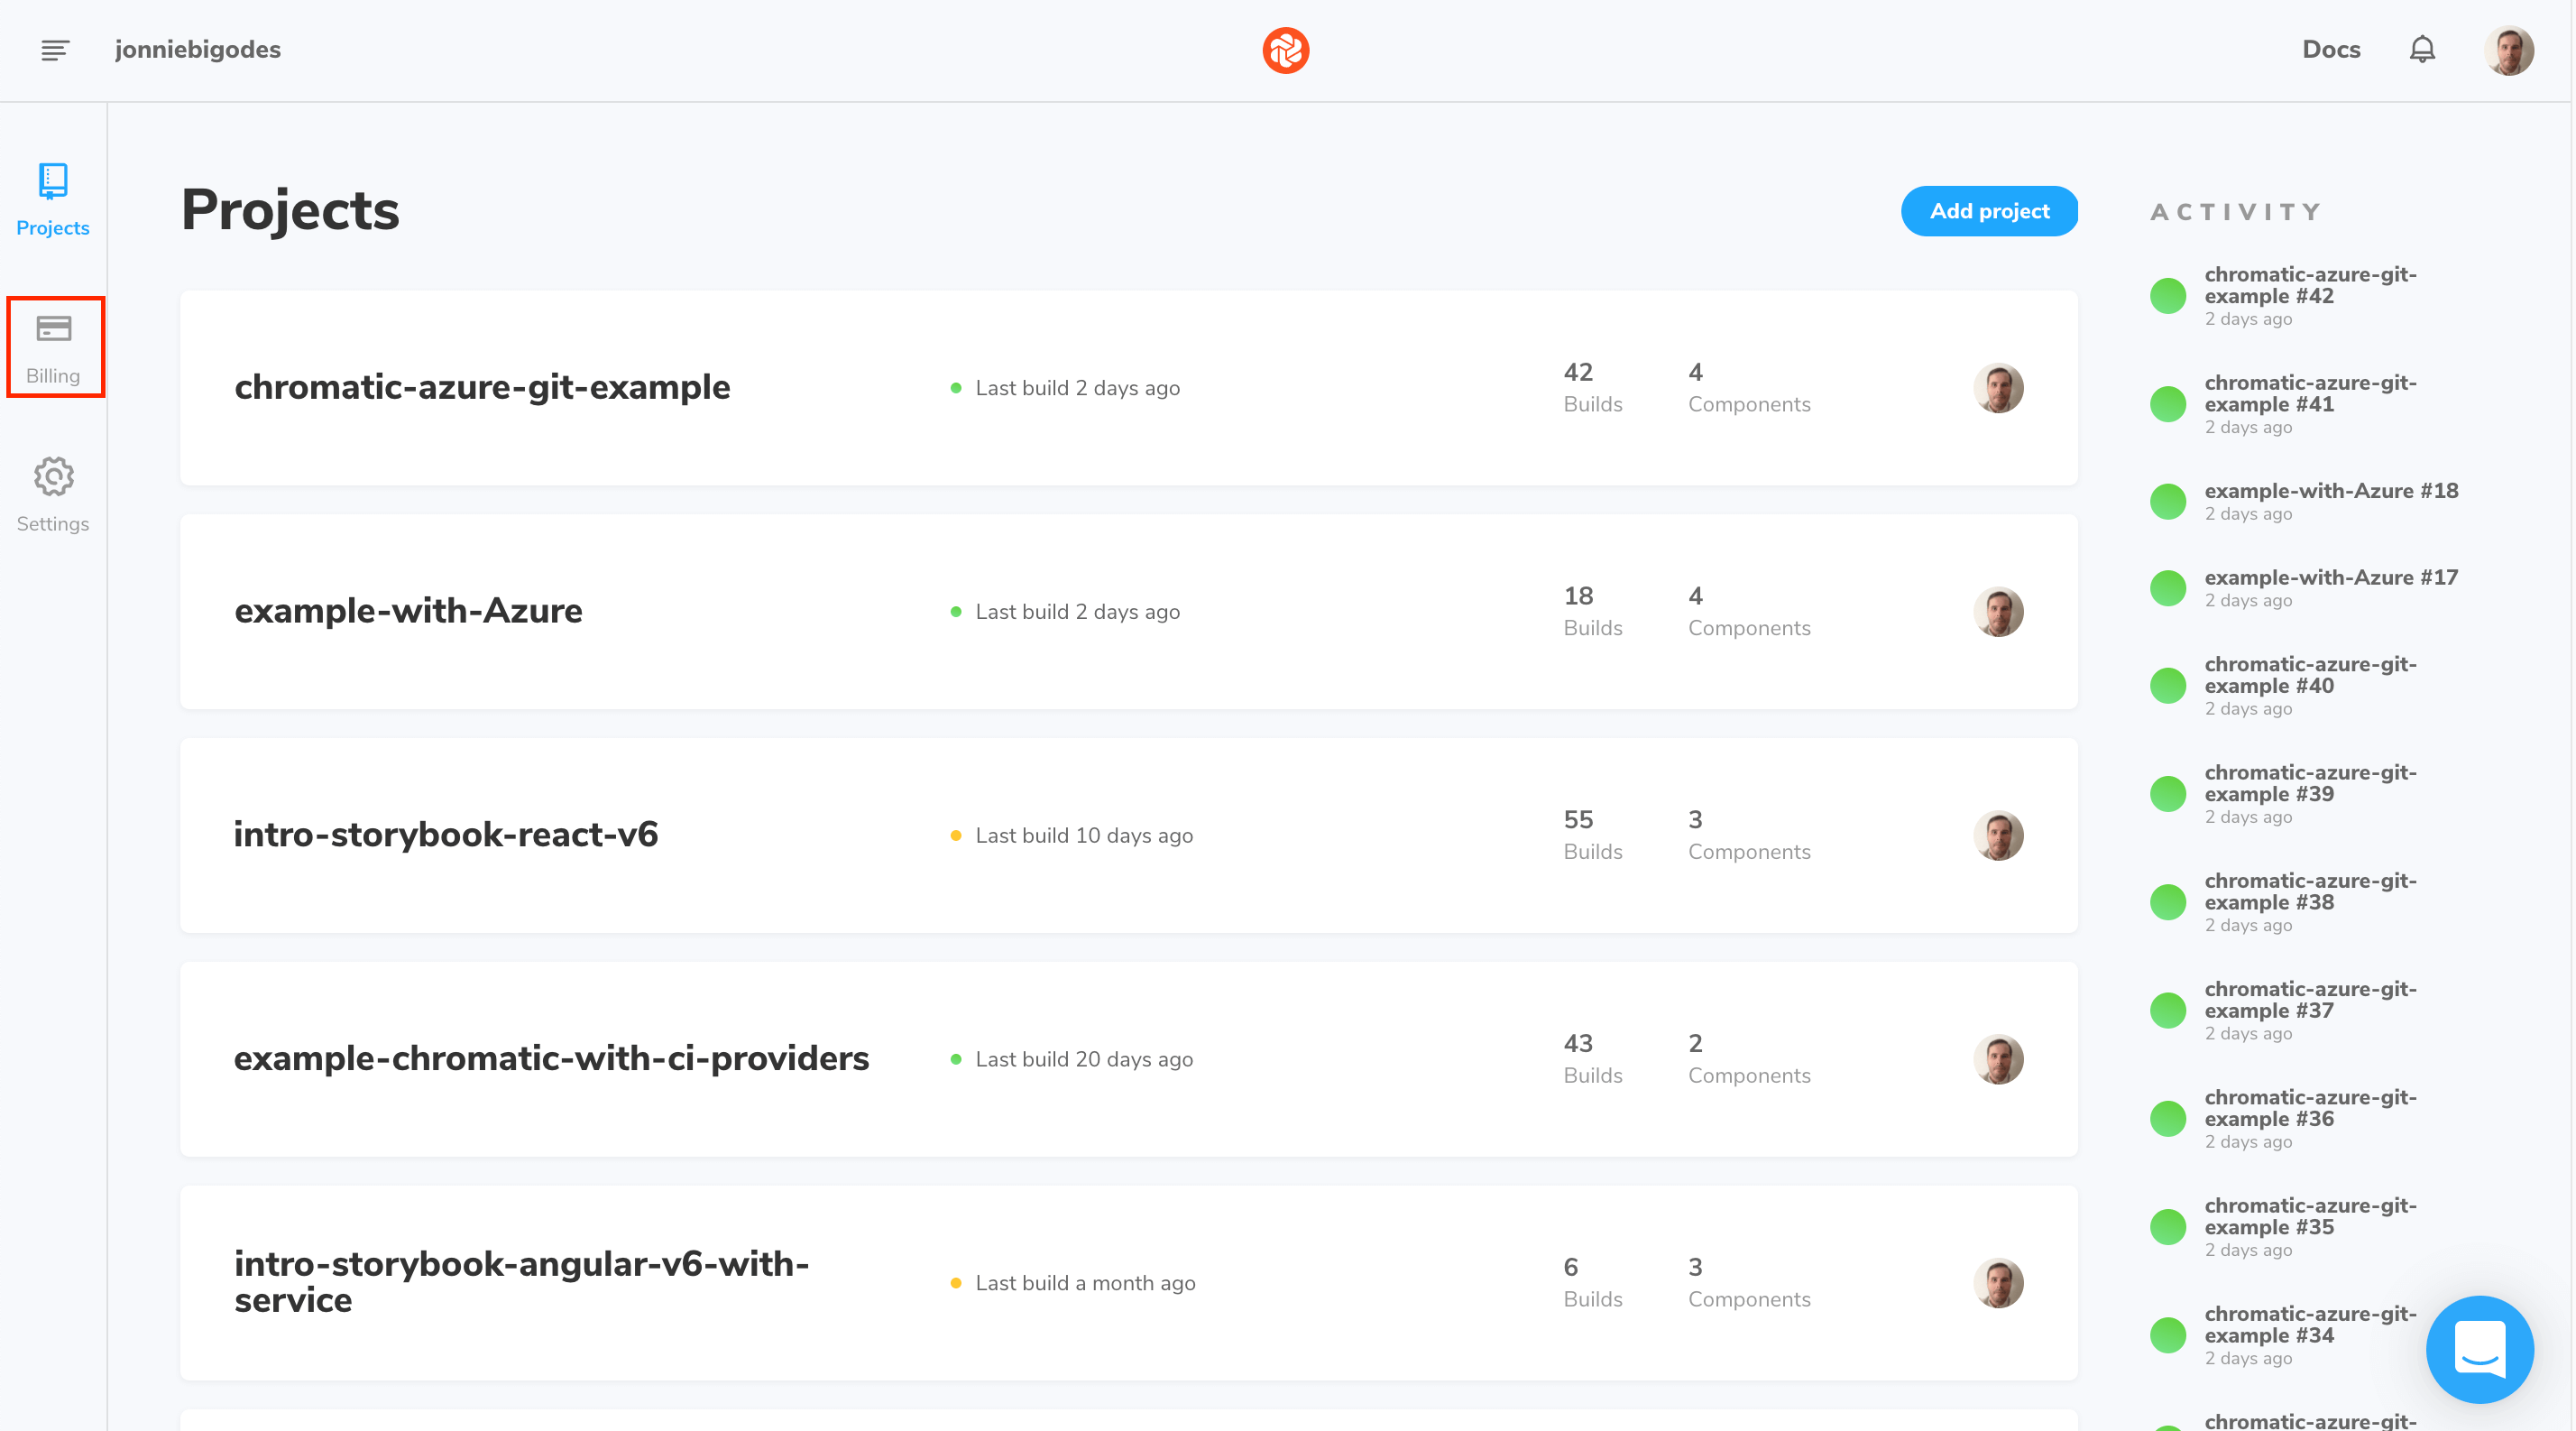 jonniebigodes
Docs
Projects
Billing
Settings
Projects
Add project
chromatic-azure-git-example
Last build 2 days ago
42
Builds
4
Components
example-with-Azure
Last build 2 days ago
18
Builds
4
Components
intro-storybook-react-v6
Last build 10 days ago
55
Builds
3
Components
example-chromatic-with-ci-providers
Last build 20 days ago
43
Builds
2
Components
intro-storybook-angular-v6-with-
service
Last build a month ago
6
Builds
3
Components
ACTIVITY
chromatic-azure-git-
example #42
2 days ago
chromatic-azure-git-
example #41
2 days ago
example-with-Azure #18
2 days ago
example-with-Azure #17
2 days ago
chromatic-azure-git-
example #40
2 days ago
chromatic-azure-git-
example #39
2 days ago
chromatic-azure-git-
example #38
2 days ago
chromatic-azure-git-
example #37
2 days ago
chromatic-azure-git-
example #36
2 days ago
chromatic-azure-git-
example #35
2 days ago
chromatic-azure-git-
example #34
2 days ago
chromatic-azure-git-